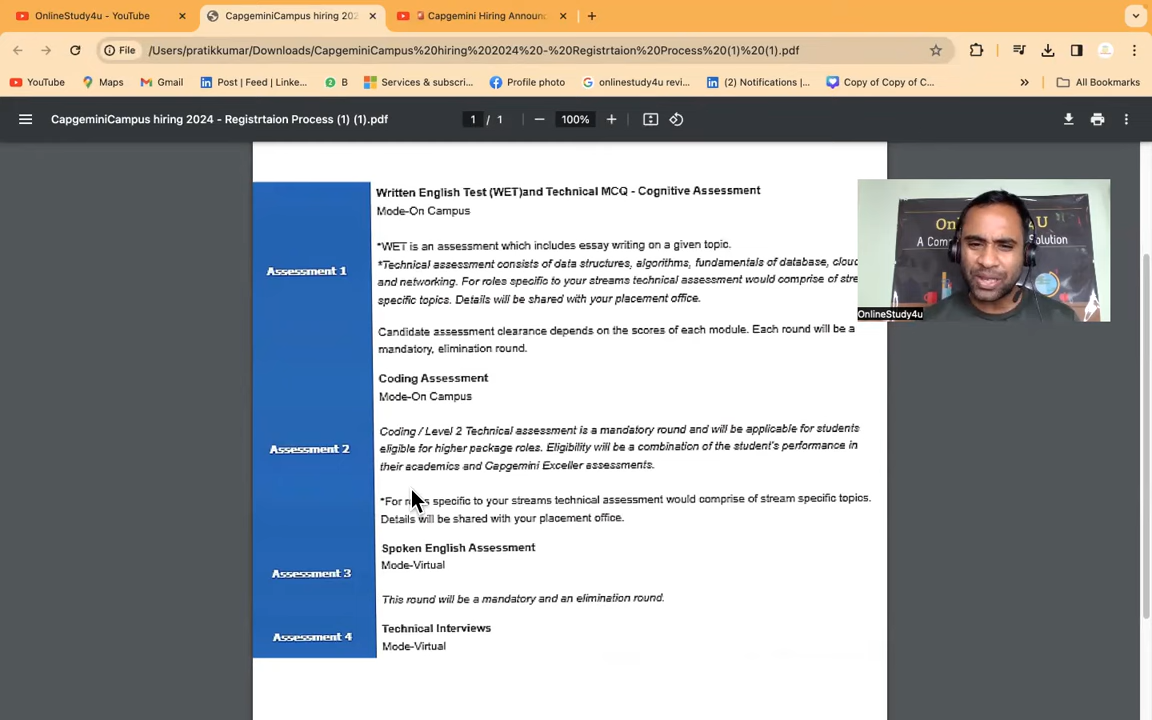 OnlineStudy4u - YouTube
CapgeminiCampus hiring 202
Capgemini Hiring Announ
File
/Users/pratikkumar/Downloads/CapgeminiCampus%20hiring%202024%20-%20Registrtaion%20Process%20(1)%20(1).pdf
YouTube
Maps
Gmail
Post | Feed | Linke...
B
Services & subscri...
Profile photo
onlinestudy4u revi...
(2) Notifications |...
Copy of Copy of C...
»
All Bookmarks
CapgeminiCampus hiring 2024 - Registrtaion Process (1) (1).pdf
1 / 1
100%
Assessment 1
Written English Test (WET)and Technical MCQ - Cognitive Assessment
Mode-On Campus
*WET is an assessment which includes essay writing on a given topic.
*Technical assessment consists of data structures, algorithms, fundamentals of database, clou
and networking. For roles specific to your streams technical assessment would comprise of stre
specific topics. Details will be shared with your placement office.
Candidate assessment clearance depends on the scores of each module. Each round will be a
mandatory, elimination round.
Assessment 2
Coding Assessment
Mode-On Campus
Coding / Level 2 Technical assessment is a mandatory round and will be applicable for students
eligible for higher package roles. Eligibility will be a combination of the student's performance in
their academics and Capgemini Exceller assessments.
*For roles specific to your streams technical assessment would comprise of stream specific topics.
Details will be shared with your placement office.
Assessment 3
Spoken English Assessment
Mode-Virtual
This round will be a mandatory and an elimination round.
Assessment 4
Technical Interviews
Mode-Virtual
On 4U
A Com olution
OnlineStudy4u